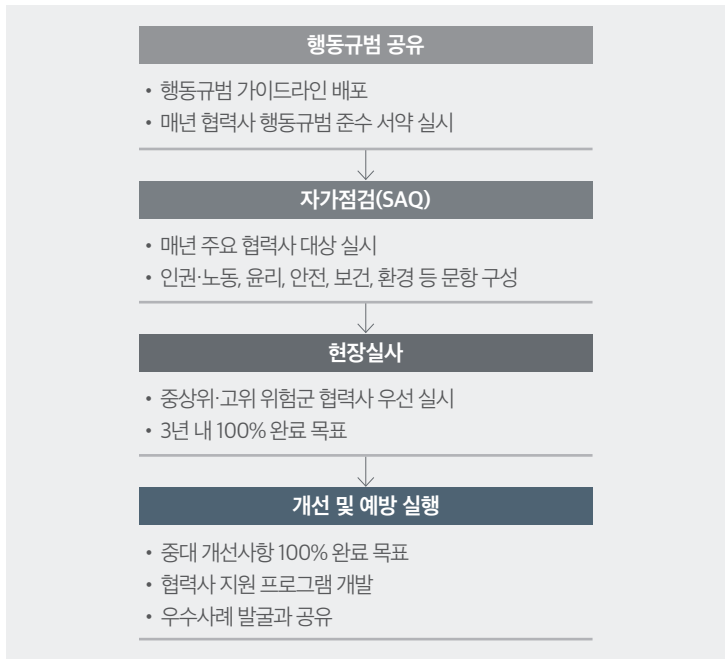 행동규범 공유
• 행동규범 가이드라인 배포
• 매년 협력사 행동규범 준수 서약 실시
자가점검(SAQ)
• 매년 주요 협력사 대상 실시
• 인권·노동, 윤리, 안전, 보건, 환경 등 문항 구성
현장실사
• 중상위·고위 위험군 협력사 우선 실시
• 3년 내 100% 완료 목표
개선 및 예방 실행
• 중대 개선사항 100% 완료 목표
• 협력사 지원 프로그램 개발
• 우수사례 발굴과 공유